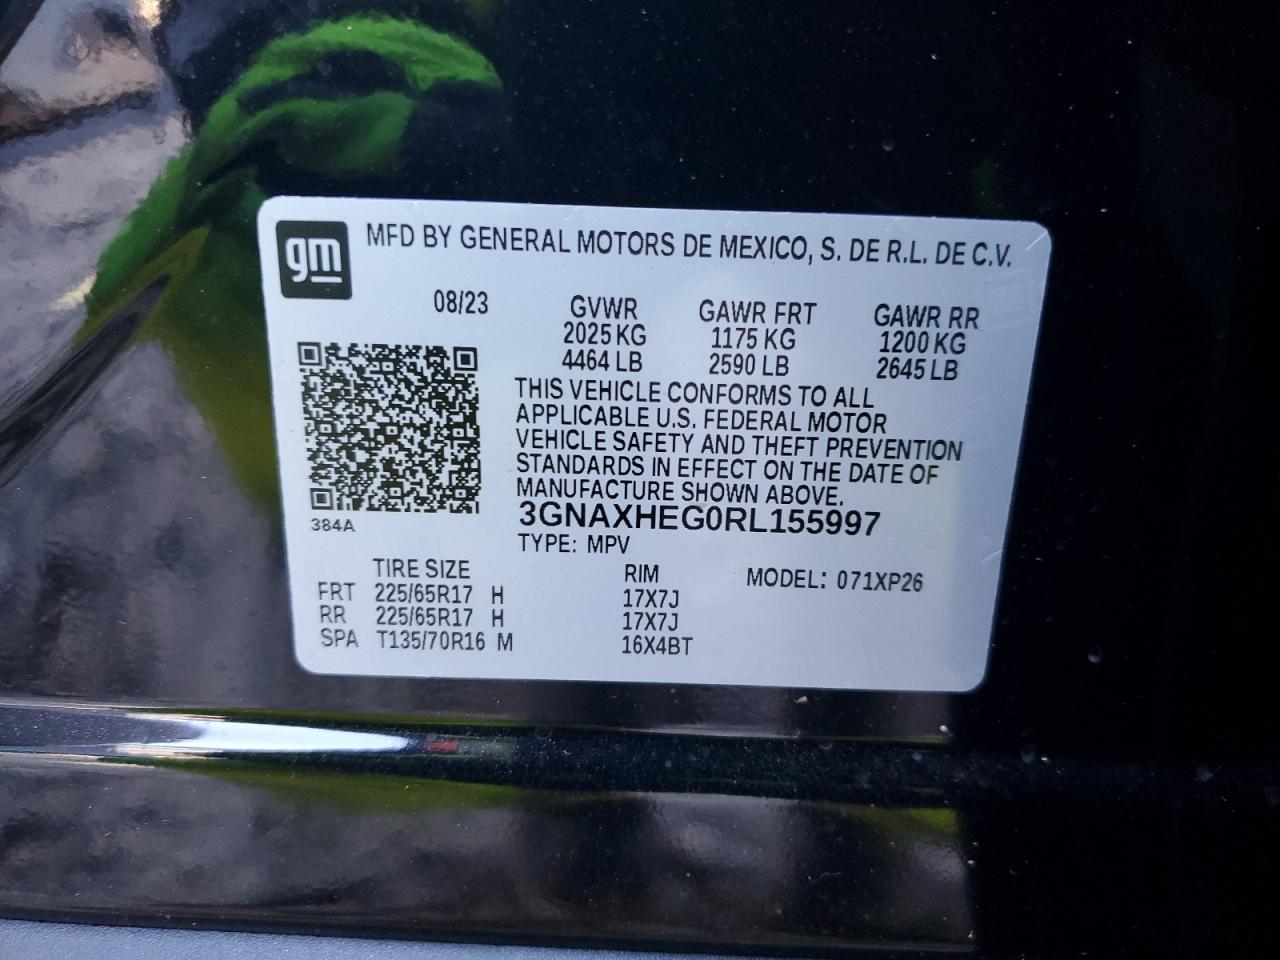 gm
MFD BY GENERAL MOTORS DE MEXICO, S. DE R.L. DE C.V.
08/23 GVWR GAWR FRT GAWR RR
2025 KG 1175 KG 1200 KG
4464 LB 2590 LB 2645 LB
THIS VEHICLE CONFORMS TO ALL
APPLICABLE U.S. FEDERAL MOTOR
VEHICLE SAFETY AND THEFT PREVENTION
STANDARDS IN EFFECT ON THE DATE OF
MANUFACTURE SHOWN ABOVE.
384A
3GNAXHEG0RL155997
TYPE: MPV
TIRE SIZE RIM MODEL: 071XP26
FRT 225/65R17 H 17X7J
RR 225/65R17 H 17X7J
SPA T135/70R16 M 16X4BT